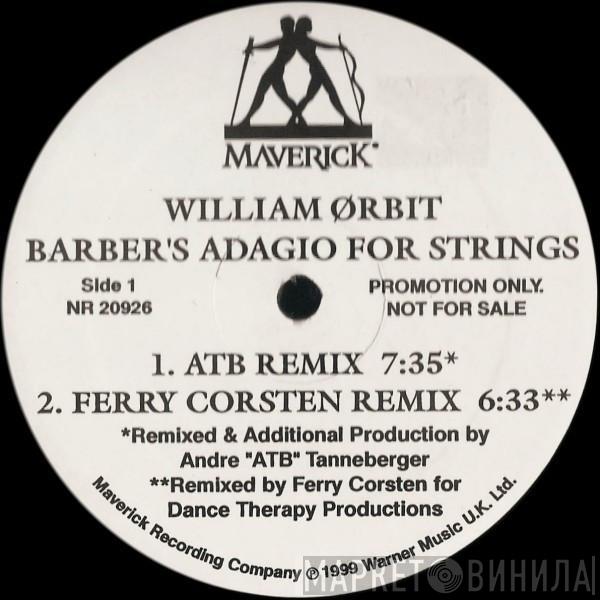 MAVERICK
WILLIAM ØRBIT
BARBER'S ADAGIO FOR STRINGS
Side 1
NR 20926
PROMOTION ONLY.
NOT FOR SALE
1. ATB REMIX 7:35*
2. FERRY CORSTEN REMIX 6:33**
*Remixed & Additional Production by
Andre "ATB" Tanneberger
**Remixed by Ferry Corsten for
Dance Therapy Productions
Maverick Recording Company ℗ 1999 Warner Music U.K. Ltd.
МАРКЕТ ВИНИЛА